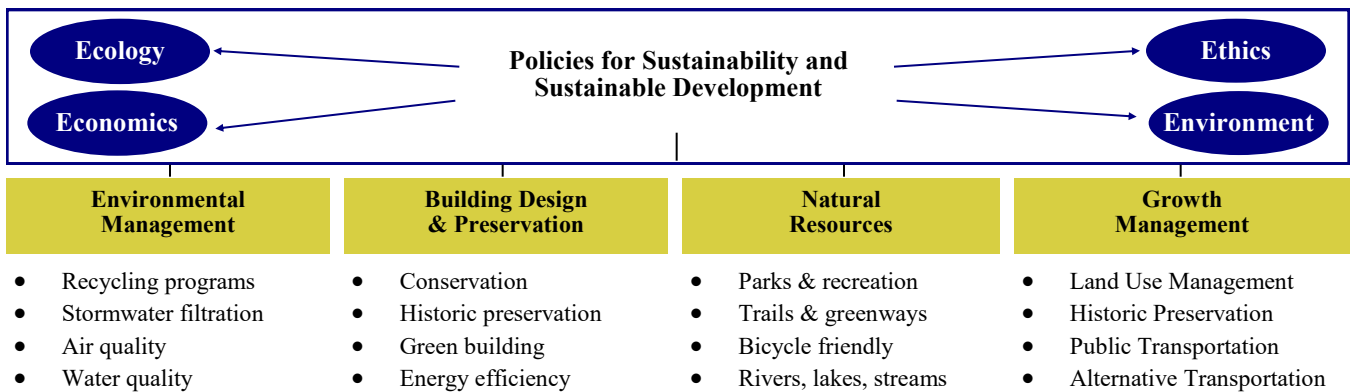 Ecology
Economics
Policies for Sustainability and
Sustainable Development
Ethics
Environment
Environmental
Management
• Recycling programs
• Stormwater filtration
• Air quality
• Water quality
Building Design
& Preservation
• Conservation
• Historic preservation
• Green building
• Energy efficiency
Natural
Resources
• Parks & recreation
• Trails & greenways
• Bicycle friendly
• Rivers, lakes, streams
Growth
Management
• Land Use Management
• Historic Preservation
• Public Transportation
• Alternative Transportation